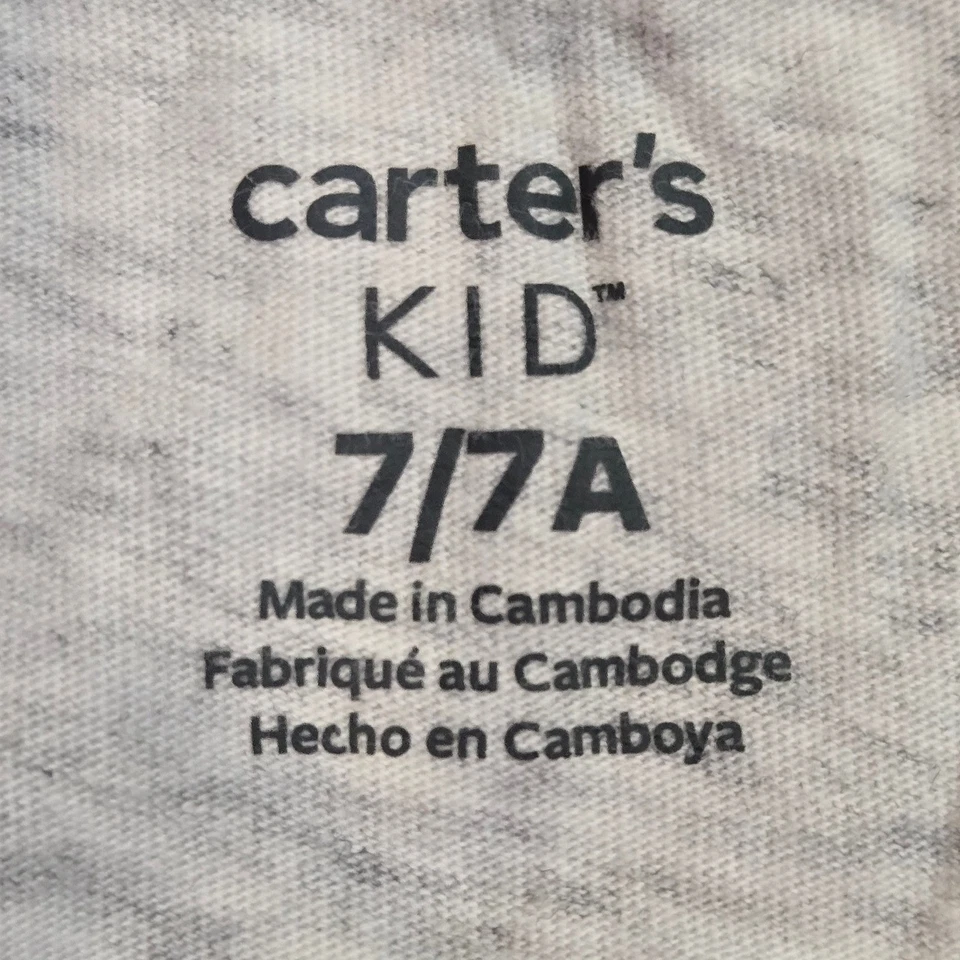 carter's
KID™
7/7A
Made in Cambodia
Fabriqué au Cambodge
Hecho en Camboya